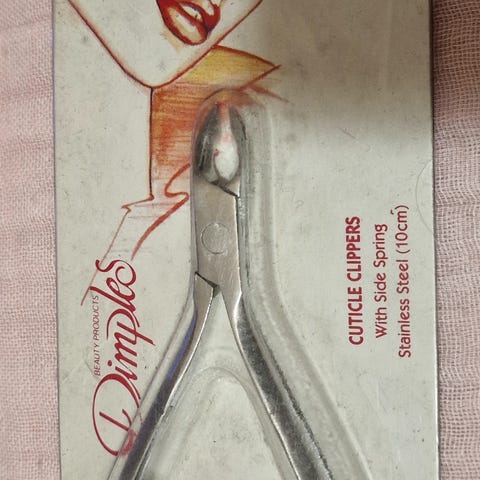 BEAUTY PRODUCTS
Dimples
CUTICLE CLIPPERS
With Side Spring
Stainless Steel (10cm)